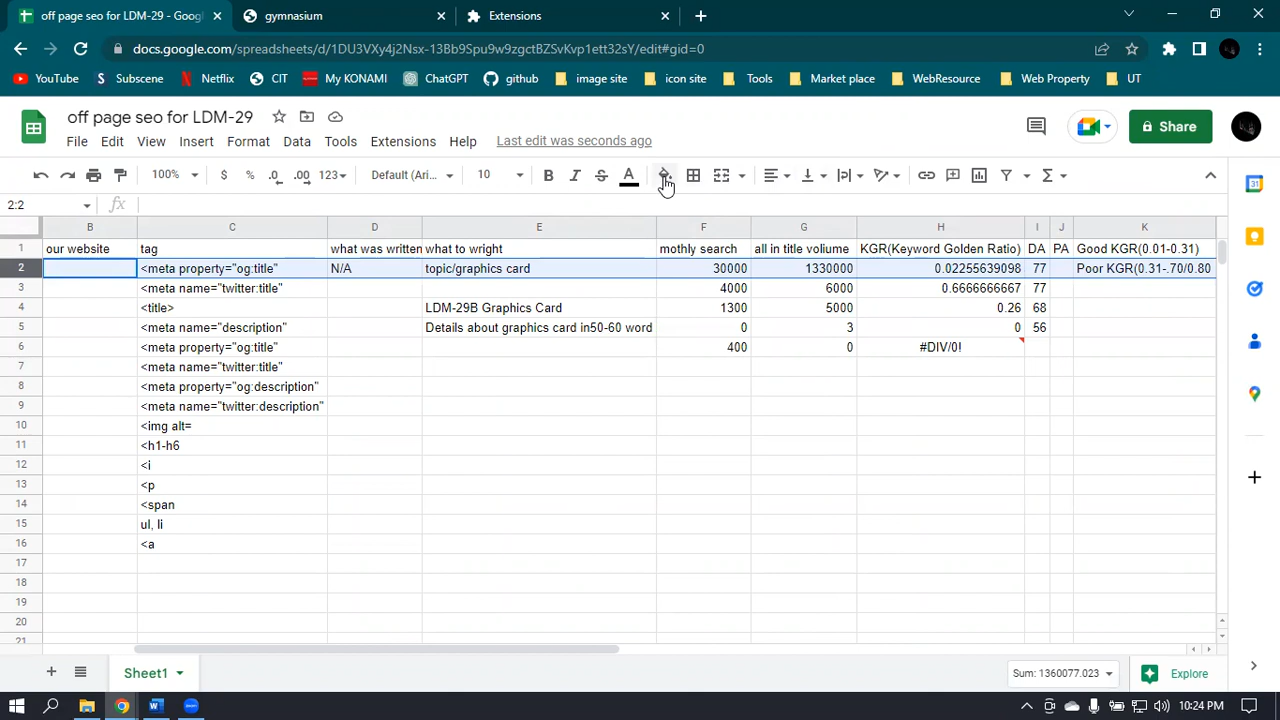 off page seo for LDM-29 - Goog
gymnasium
Extensions
docs.google.com/spreadsheets/d/1DU3VXy4j2Nsx-13Bb9Spu9w9zgctBZSvKvp1ett32sY/edit#gid=0
YouTube Subscene Netflix CIT My KONAMI ChatGPT github image site icon site Tools Market place WebResource Web Property UT
off page seo for LDM-29
File Edit View Insert Format Data Tools Extensions Help Last edit was seconds ago
Share
100% $ % .0 .00 123 Default (Ari... 10 B I S A
2:2 fx
B C D E F G H I J K
1 our website tag what was written what to wright mothly search all in title volume KGR(Keyword Golden Ratio) DA PA Good KGR(0.01-0.31)
2 <meta property="og:title" N/A topic/graphics card 30000 1330000 0.02255639098 77 Poor KGR(0.31-.70/0.80
3 <meta name="twitter:title" 4000 6000 0.6666666667 77
4 <title> LDM-29B Graphics Card 1300 5000 0.26 68
5 <meta name="description" Details about graphics card in50-60 word 0 3 0 56
6 <meta property="og:title" 400 0 #DIV/0!
7 <meta name="twitter:title"
8 <meta property="og:description"
9 <meta name="twitter:description"
10 <img alt=
11 <h1-h6
12 <i
13 <p
14 <span
15 ul, li
16 <a
17
18
19
20
21
Sheet1
Sum: 1360077.023
Explore
31
10:24 PM